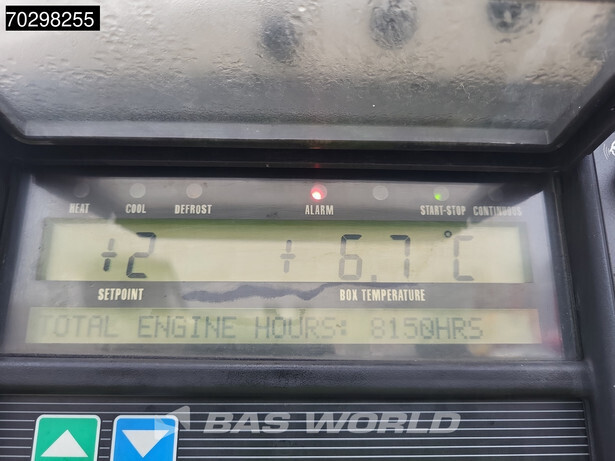 70298255
HEAT COOL DEFROST ALARM START-STOP CONTINUOUS
+2 + 6.7 °C
SETPOINT BOX TEMPERATURE
TOTAL ENGINE HOURS: 8150HRS
BAS WORLD